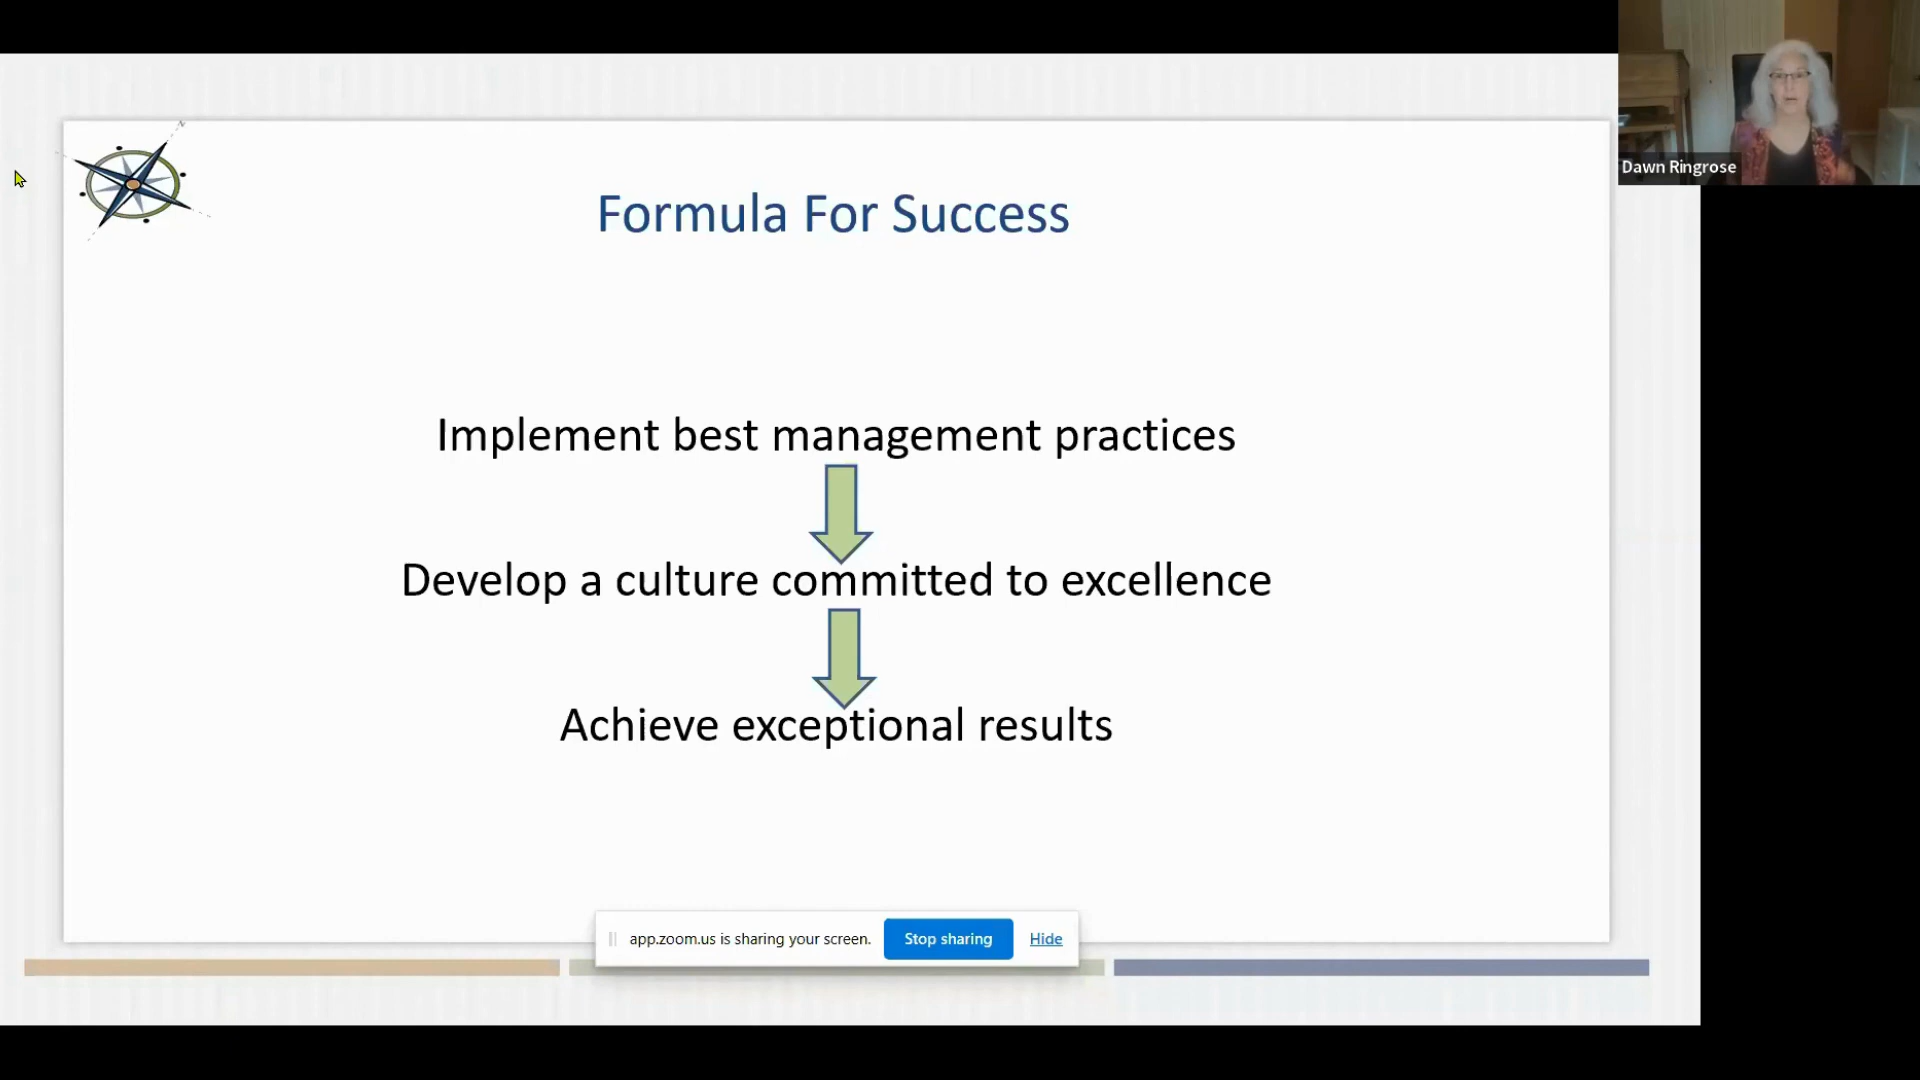 Dawn Ringrose
N
Formula For Success
Implement best management practices
Develop a culture committed to excellence
Achieve exceptional results
app.zoom.us is sharing your screen. Stop sharing Hide